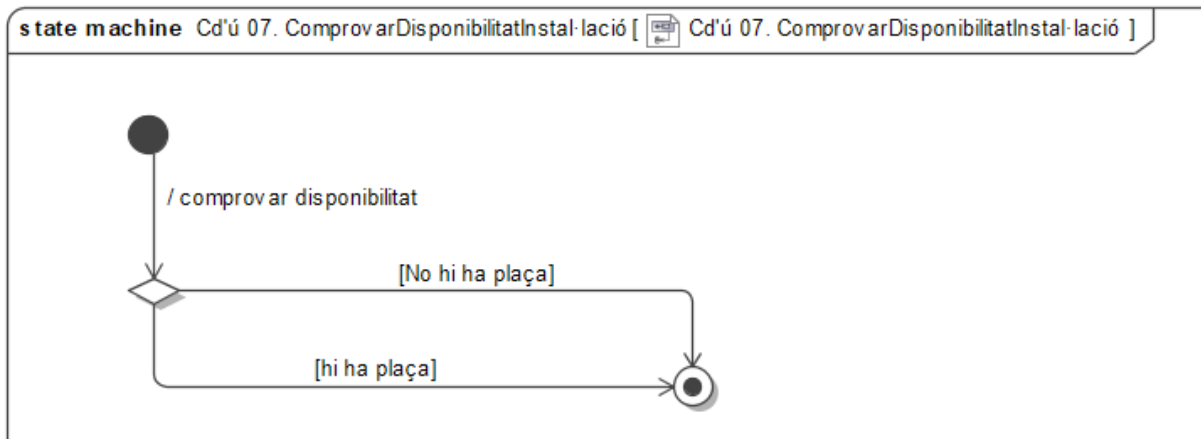 state machine Cd'ú 07. ComprovarDisponibilitatInstal·lació [ Cd'ú 07. ComprovarDisponibilitatInstal·lació ]
/ comprovar disponibilitat
[No hi ha plaça]
[hi ha plaça]